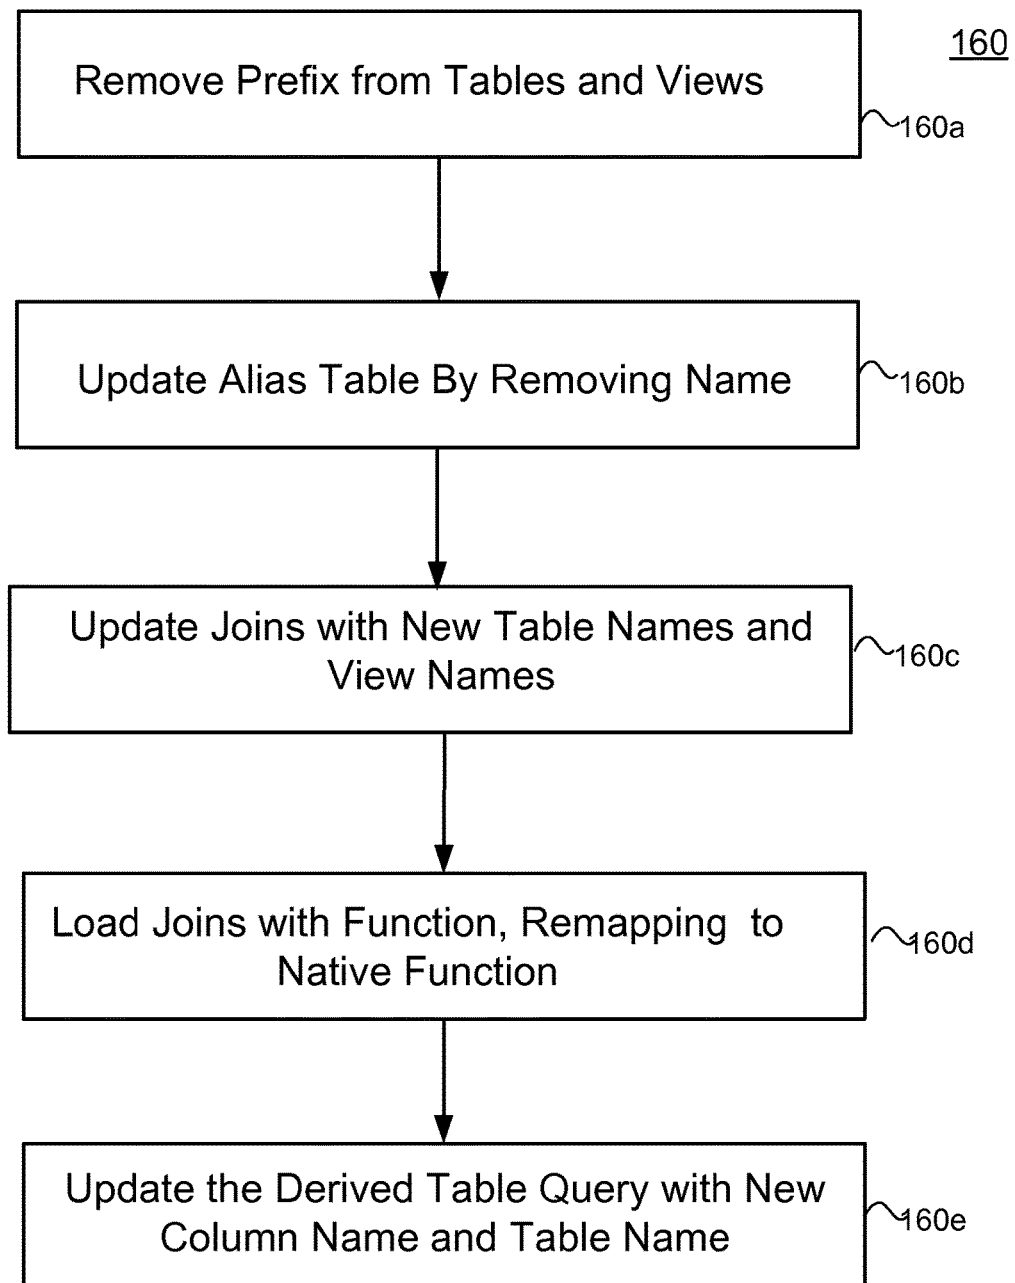 160
Remove Prefix from Tables and Views
160a
Update Alias Table By Removing Name
160b
Update Joins with New Table Names and
View Names
160c
Load Joins with Function, Remapping to
Native Function
160d
Update the Derived Table Query with New
Column Name and Table Name
160e